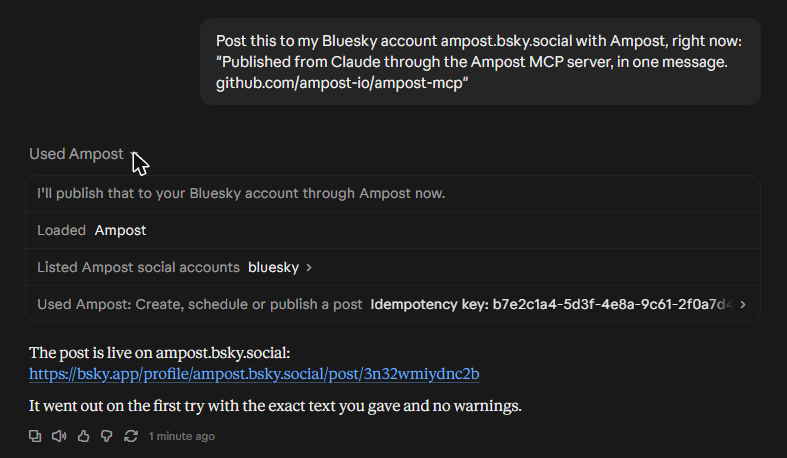 Post this to my Bluesky account ampost.bsky.social with Ampost, right now:
"Published from Claude through the Ampost MCP server, in one message.
github.com/ampost-io/ampost-mcp"
Used Ampost
I'll publish that to your Bluesky account through Ampost now.
Loaded Ampost
Listed Ampost social accounts bluesky >
Used Ampost: Create, schedule or publish a post Idempotency key: b7e2c1a4-5d3f-4e8a-9c61-2f0a7d4 >
The post is live on ampost.bsky.social:
https://bsky.app/profile/ampost.bsky.social/post/3n32wmiydnc2b
It went out on the first try with the exact text you gave and no warnings.
1 minute ago